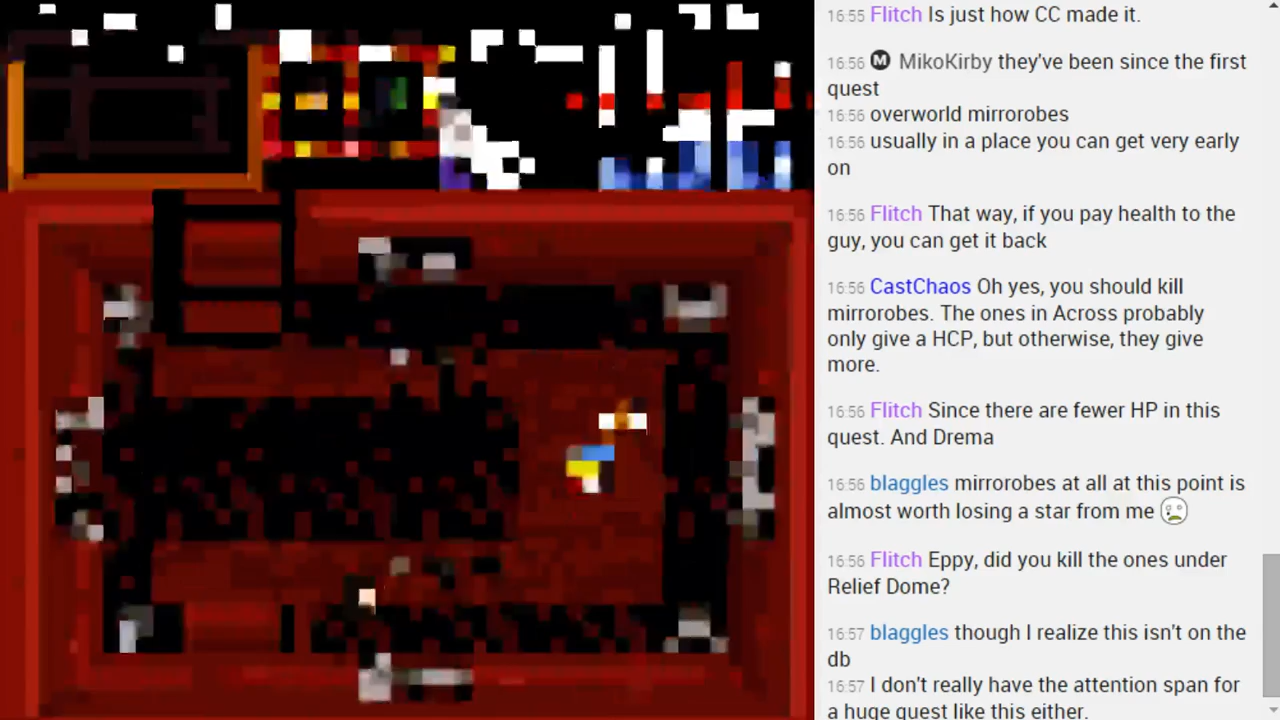 16:55 Flitch Is just how CC made it.
16:56 M MikoKirby they've been since the first
quest
16:56 overworld mirrorobes
16:56 usually in a place you can get very early
on
16:56 Flitch That way, if you pay health to the
guy, you can get it back
16:56 CastChaos Oh yes, you should kill
mirrorobes. The ones in Across probably
only give a HCP, but otherwise, they give
more.
16:56 Flitch Since there are fewer HP in this
quest. And Drema
16:56 blaggles mirrorobes at all at this point is
almost worth losing a star from me
16:56 Flitch Eppy, did you kill the ones under
Relief Dome?
16:57 blaggles though I realize this isn't on the
db
16:57 I don't really have the attention span for
a huge quest like this either.